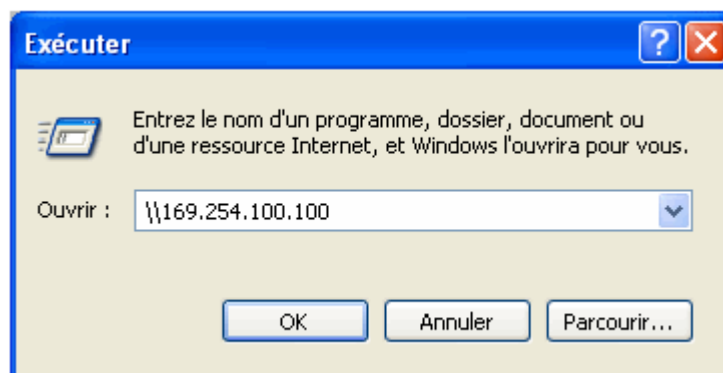 Exécuter
Entrez le nom d'un programme, dossier, document ou
d'une ressource Internet, et Windows l'ouvrira pour vous.
Ouvrir : \\169.254.100.100
OK Annuler Parcourir...